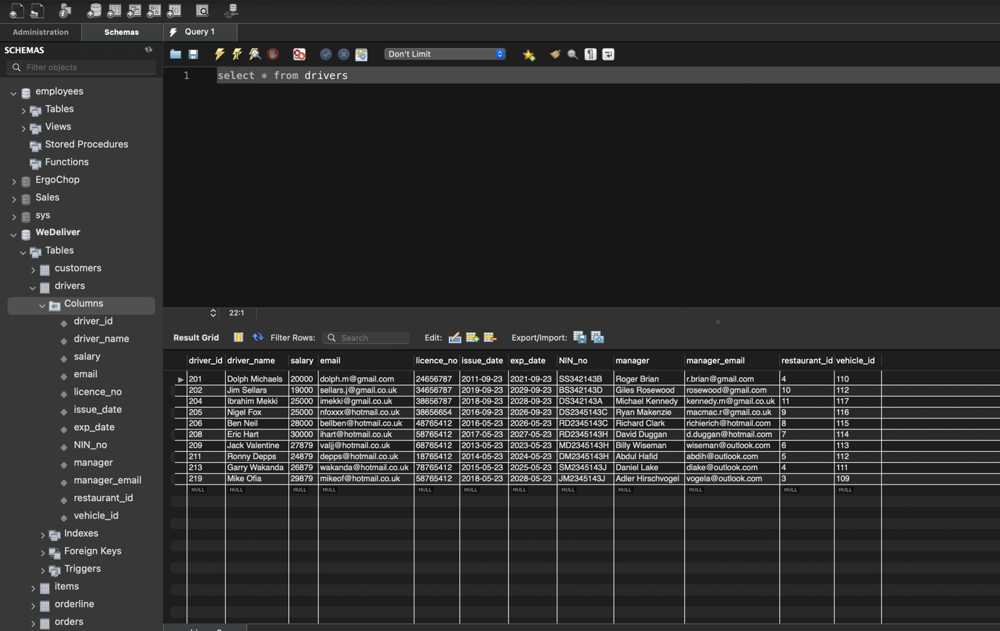 Administration Schemas Query 1
SCHEMAS
Filter objects
Don't Limit
1 select * from drivers
employees
Tables
Views
Stored Procedures
Functions
ErgoChop
Sales
sys
WeDeliver
Tables
customers
drivers
Columns
driver_id
driver_name
salary
email
licence_no
issue_date
exp_date
NIN_no
manager
manager_email
restaurant_id
vehicle_id
Indexes
Foreign Keys
Triggers
items
orderline
orders
22:1
Result Grid Filter Rows: Search Edit: Export/Import:
driver_id driver_name salary email licence_no issue_date exp_date NIN_no manager manager_email restaurant_id vehicle_id
201 Dolph Michaels 20000 dolph.m@gmail.com 24656787 2011-09-23 2021-09-23 SS342143B Roger Brian r.brian@gmail.com 4 110
202 Jim Sellars 19000 sellars.j@gmail.co.uk 34656787 2019-09-23 2029-09-23 BS342143D Giles Rosewood rosewood@gmail.com 10 112
204 Ibrahim Mekki 25000 imekki@gmail.co.uk 38656787 2018-09-23 2028-09-23 DS342143A Michael Kennedy kennedy.m@gmail.co.uk 11 117
205 Nigel Fox 25000 nfoxxx@hotmail.co.uk 38656654 2016-09-23 2026-09-23 DS2345143C Ryan Makenzie macmac.r@gmail.co.uk 9 116
206 Ben Neil 28000 bellben@hotmail.co.uk 48765412 2016-05-23 2026-05-23 RD2345143C Richard Clark richierich@hotmail.com 8 115
208 Eric Hart 30000 ihart@hotmail.co.uk 58765412 2017-05-23 2027-05-23 RD2345143H David Duggan d.duggan@hotmail.com 7 114
209 Jack Valentine 27879 valjj@hotmail.co.uk 68765412 2013-05-23 2023-05-23 MD2345143H Billy Wiseman wiseman@outlook.com 6 113
211 Ronny Depps 24879 depps@hotmail.co.uk 18765412 2014-05-23 2024-05-23 DM2345143H Abdul Hafid abdih@outlook.com 5 112
213 Garry Wakanda 26879 wakanda@hotmail.co.uk 78765412 2015-05-23 2025-05-23 SM2345143J Daniel Lake dlake@outlook.com 4 111
219 Mike Ofia 29879 mikeof@hotmail.co.uk 58765412 2018-05-23 2028-05-23 JM2345143J Adler Hirschvogel vogela@outlook.com 3 109
NULL NULL NULL NULL NULL NULL NULL NULL NULL NULL NULL NULL